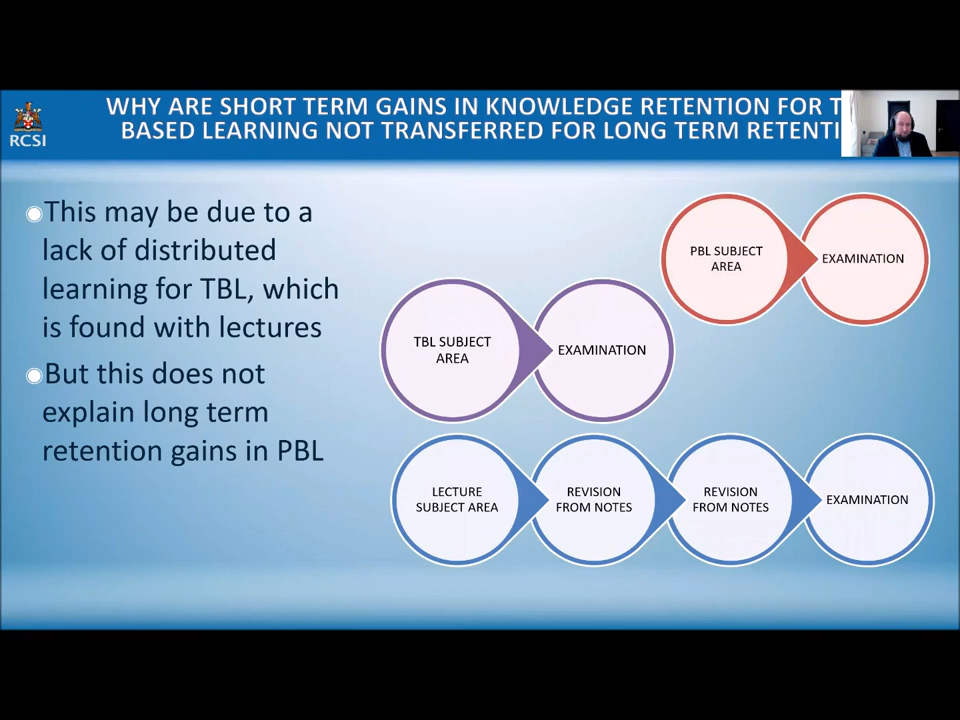 WHY ARE SHORT TERM GAINS IN KNOWLEDGE RETENTION FOR T
BASED LEARNING NOT TRANSFERRED FOR LONG TERM RETENTI
RCSI
This may be due to a
lack of distributed
learning for TBL, which
is found with lectures
But this does not
explain long term
retention gains in PBL
PBL SUBJECT
AREA
EXAMINATION
TBL SUBJECT
AREA
EXAMINATION
LECTURE
SUBJECT AREA
REVISION
FROM NOTES
REVISION
FROM NOTES
EXAMINATION